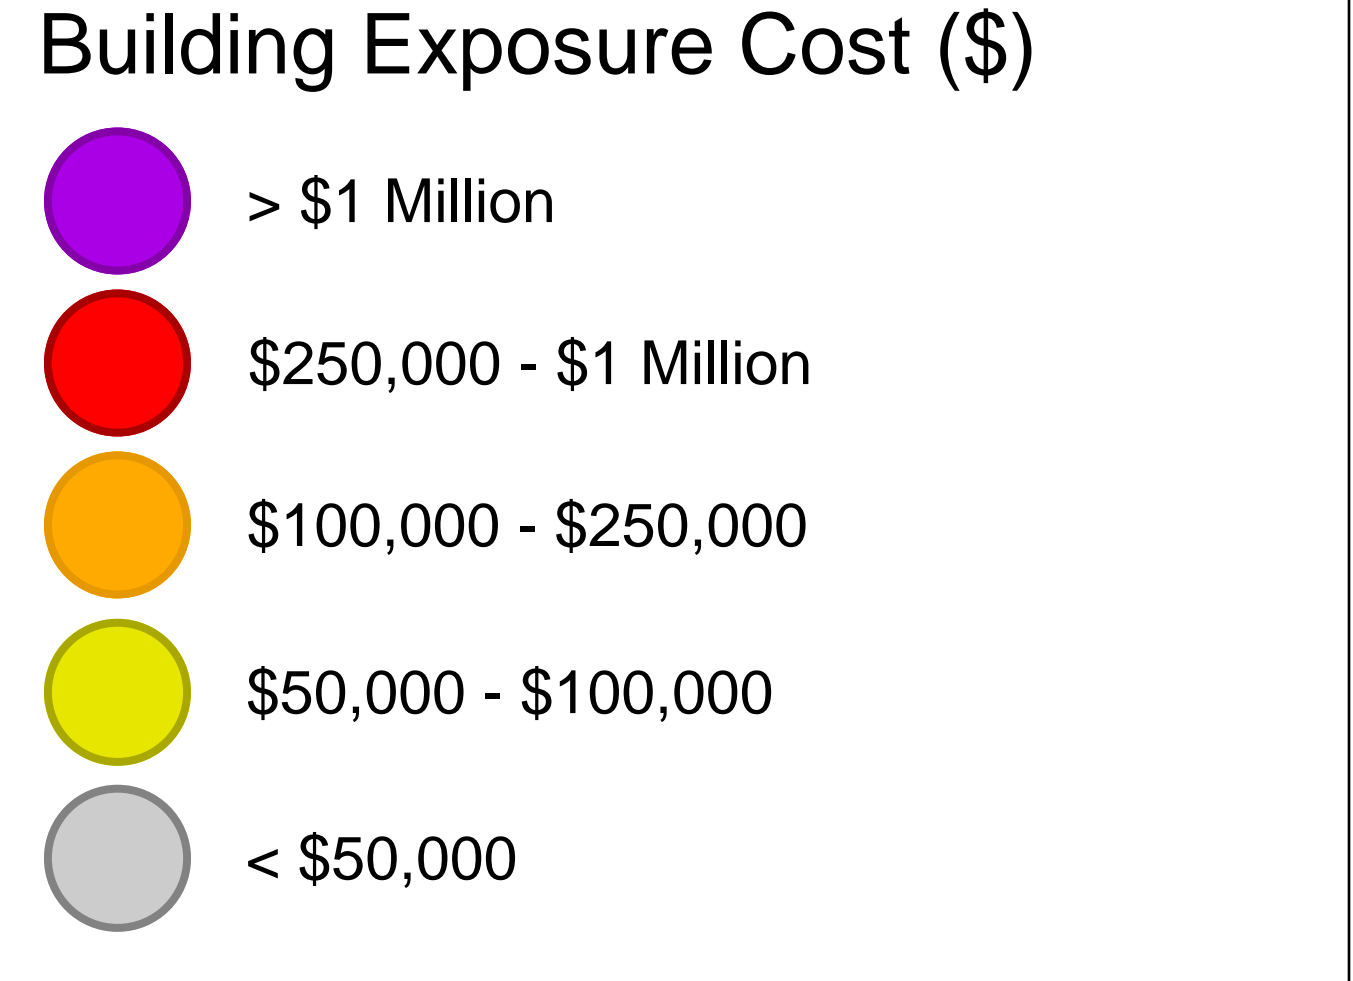 Building Exposure Cost ($)
> $1 Million
$250,000 - $1 Million
$100,000 - $250,000
$50,000 - $100,000
< $50,000